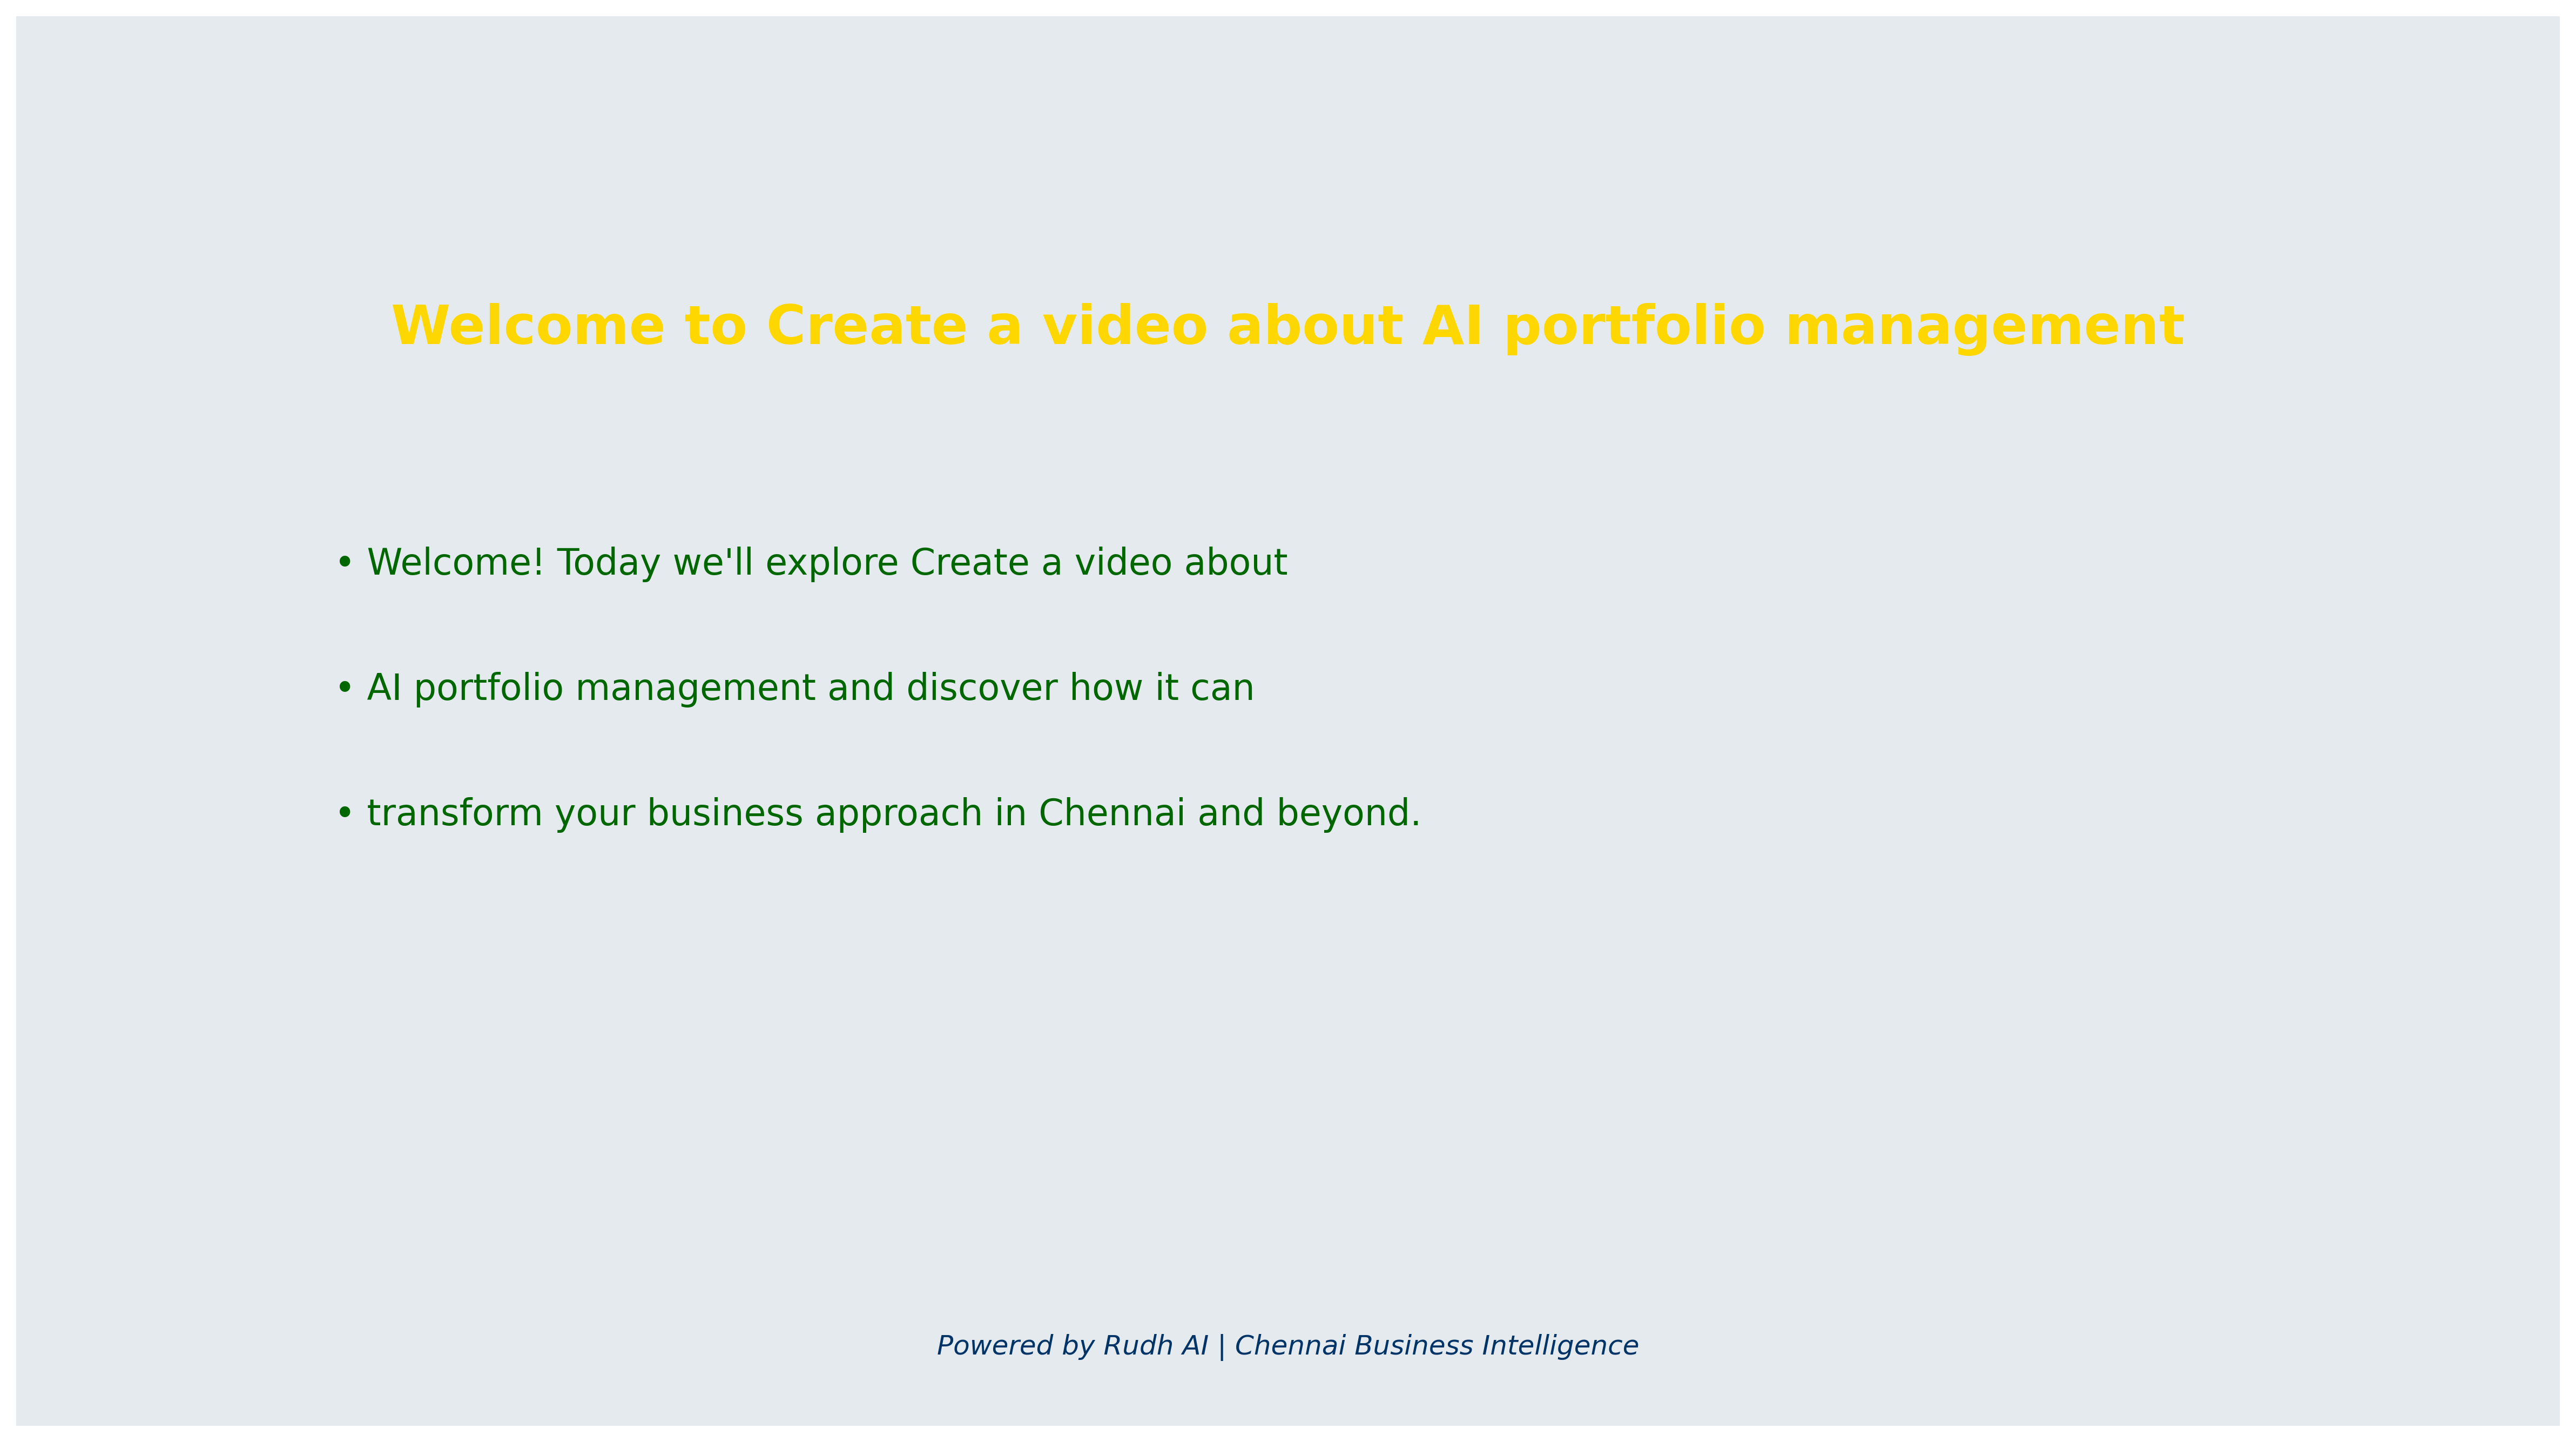 Welcome to Create a video about AI portfolio management
• Welcome! Today we'll explore Create a video about
• AI portfolio management and discover how it can
• transform your business approach in Chennai and beyond.
Powered by Rudh AI | Chennai Business Intelligence